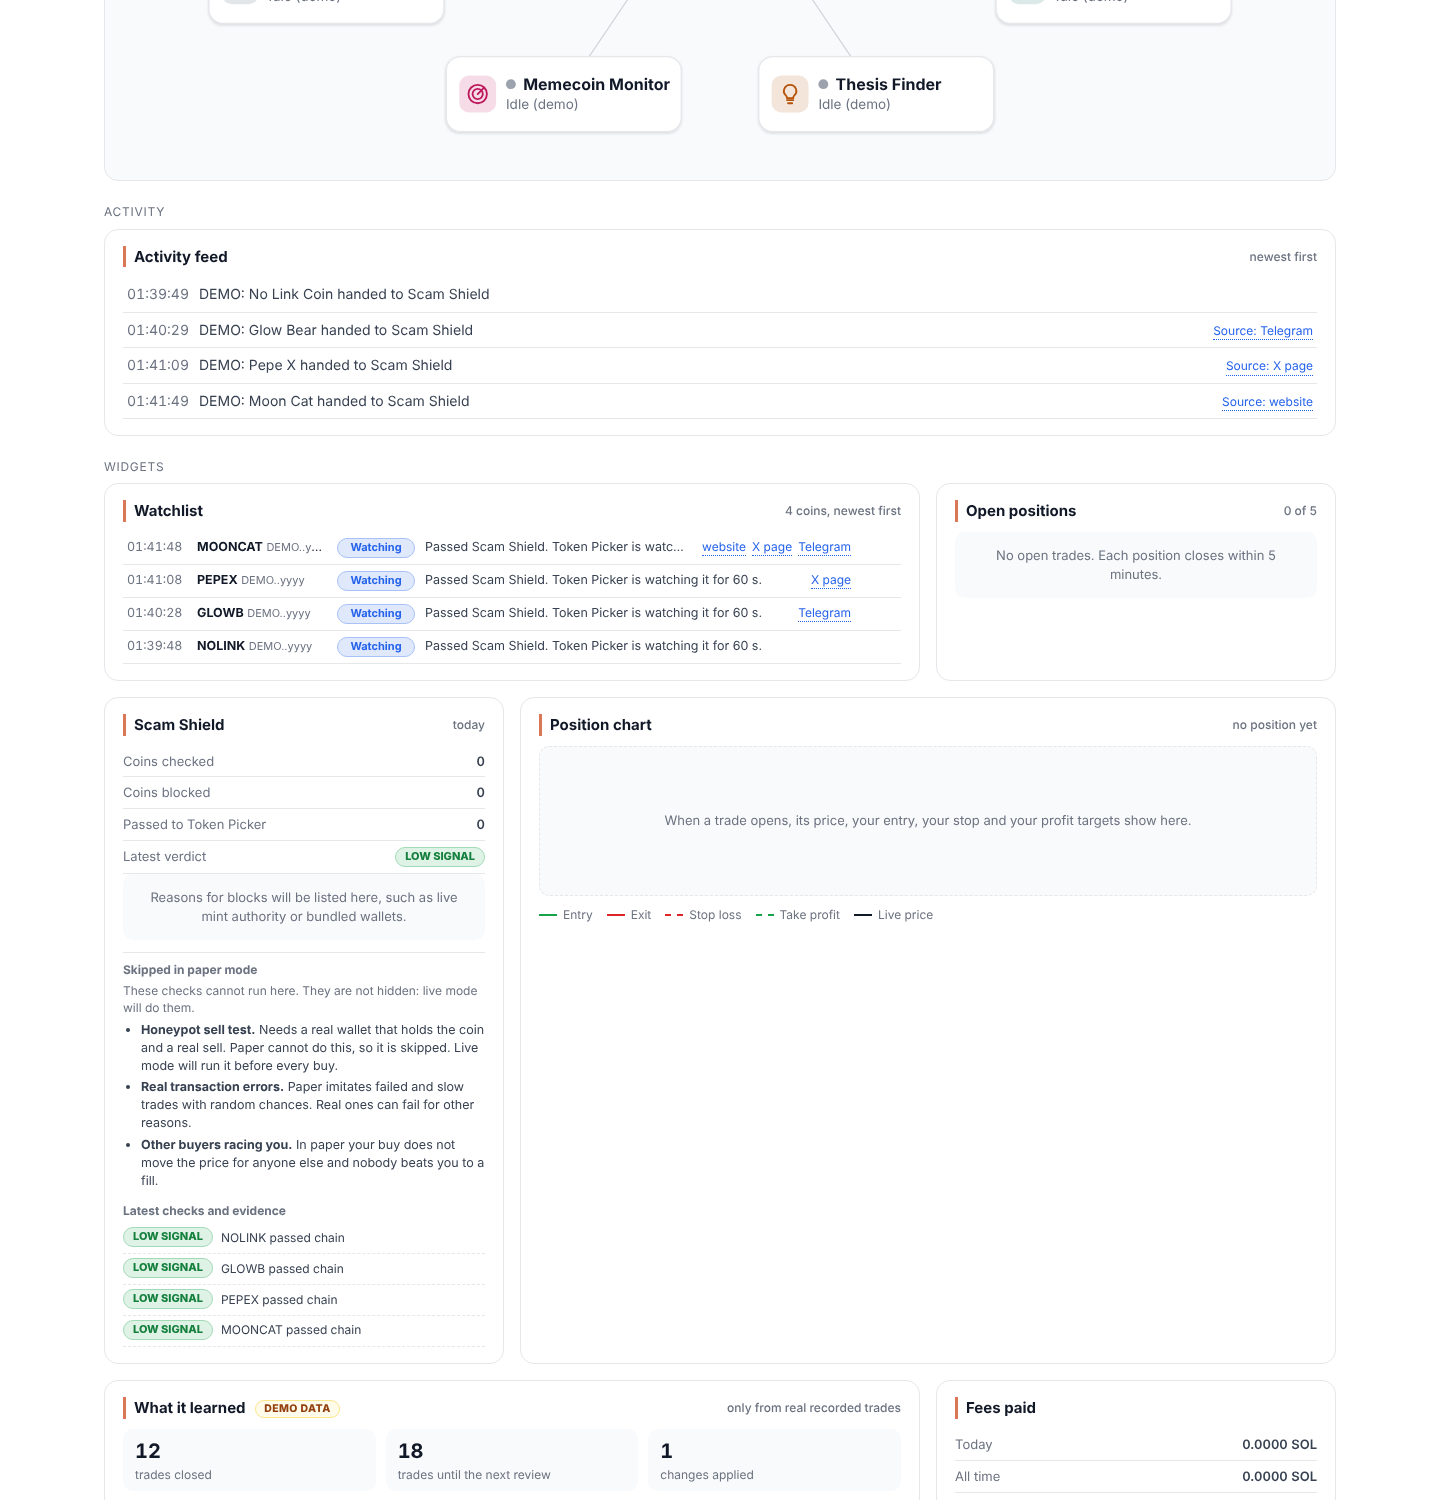 Memecoin Monitor
Idle (demo)
Thesis Finder
Idle (demo)
ACTIVITY
Activity feed
newest first
01:39:49 DEMO: No Link Coin handed to Scam Shield
01:40:29 DEMO: Glow Bear handed to Scam Shield Source: Telegram
01:41:09 DEMO: Pepe X handed to Scam Shield Source: X page
01:41:49 DEMO: Moon Cat handed to Scam Shield Source: website
WIDGETS
Watchlist
4 coins, newest first
01:41:48 MOONCAT DEMO..y... Watching Passed Scam Shield. Token Picker is watc... website X page Telegram
01:41:08 PEPEX DEMO..yyyy Watching Passed Scam Shield. Token Picker is watching it for 60 s. X page
01:40:28 GLOWB DEMO..yyyy Watching Passed Scam Shield. Token Picker is watching it for 60 s. Telegram
01:39:48 NOLINK DEMO..yyyy Watching Passed Scam Shield. Token Picker is watching it for 60 s.
Open positions
0 of 5
No open trades. Each position closes within 5
minutes.
Scam Shield
today
Coins checked 0
Coins blocked 0
Passed to Token Picker 0
Latest verdict LOW SIGNAL
Reasons for blocks will be listed here, such as live
mint authority or bundled wallets.
Skipped in paper mode
These checks cannot run here. They are not hidden: live mode
will do them.
• Honeypot sell test. Needs a real wallet that holds the coin
and a real sell. Paper cannot do this, so it is skipped. Live
mode will run it before every buy.
• Real transaction errors. Paper imitates failed and slow
trades with random chances. Real ones can fail for other
reasons.
• Other buyers racing you. In paper your buy does not
move the price for anyone else and nobody beats you to a
fill.
Latest checks and evidence
LOW SIGNAL NOLINK passed chain
LOW SIGNAL GLOWB passed chain
LOW SIGNAL PEPEX passed chain
LOW SIGNAL MOONCAT passed chain
Position chart
no position yet
When a trade opens, its price, your entry, your stop and your profit targets show here.
Entry Exit Stop loss Take profit Live price
What it learned DEMO DATA
only from real recorded trades
12
trades closed
18
trades until the next review
1
changes applied
Fees paid
Today 0.0000 SOL
All time 0.0000 SOL